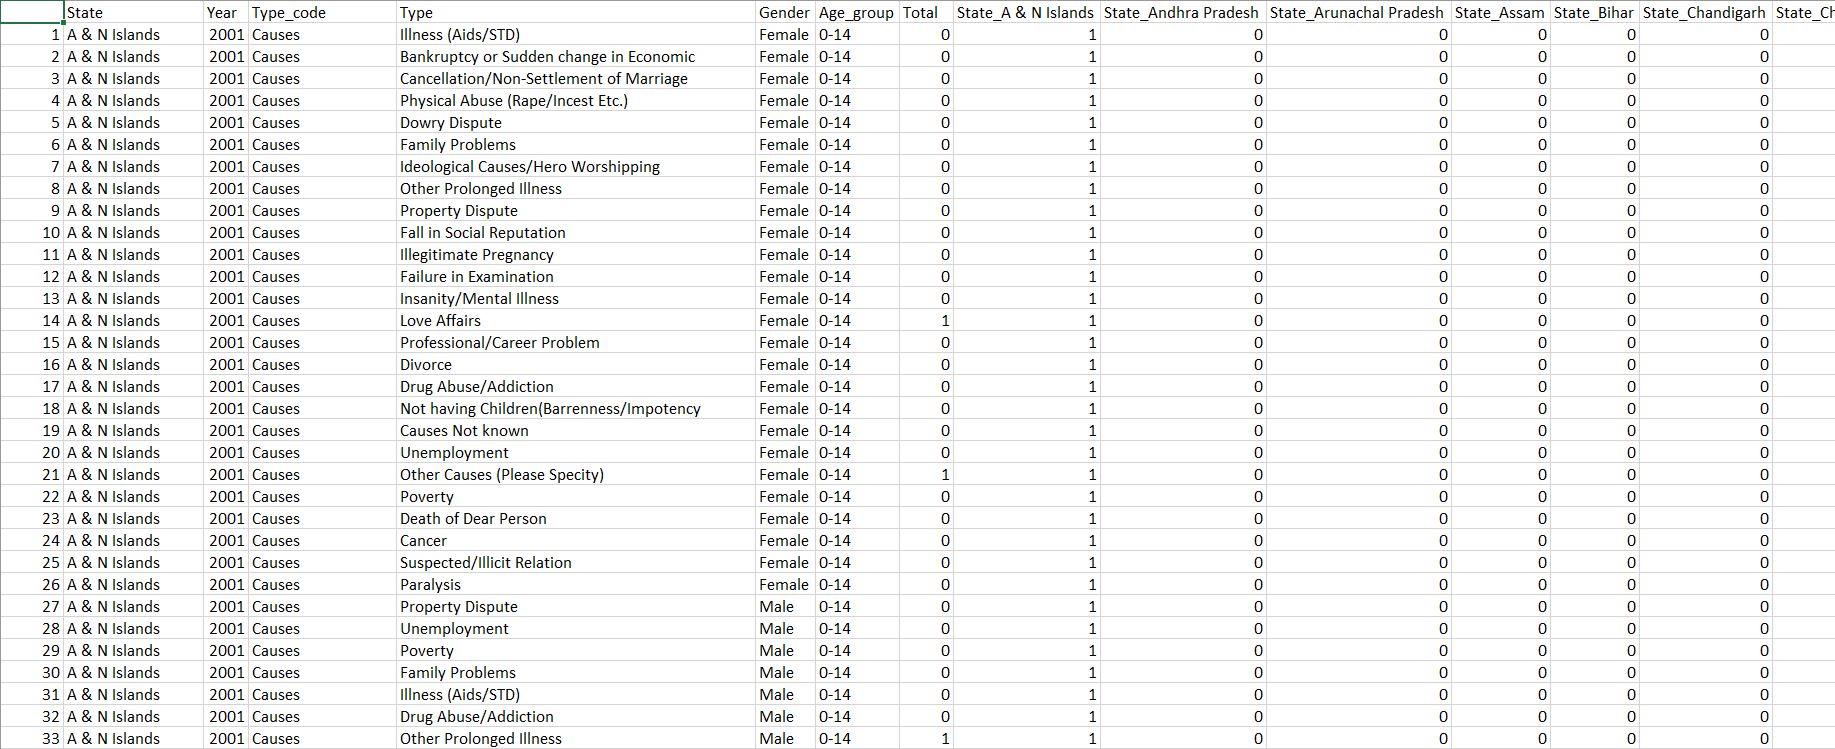 State Year Type_code Type Gender Age_group Total State_A & N Islands State_Andhra Pradesh State_Arunachal Pradesh State_Assam State_Bihar State_Chandigarh State_Ch
1 A & N Islands 2001 Causes Illness (Aids/STD) Female 0-14 0 1 0 0 0 0 0
2 A & N Islands 2001 Causes Bankruptcy or Sudden change in Economic Female 0-14 0 1 0 0 0 0 0
3 A & N Islands 2001 Causes Cancellation/Non-Settlement of Marriage Female 0-14 0 1 0 0 0 0 0
4 A & N Islands 2001 Causes Physical Abuse (Rape/Incest Etc.) Female 0-14 0 1 0 0 0 0 0
5 A & N Islands 2001 Causes Dowry Dispute Female 0-14 0 1 0 0 0 0 0
6 A & N Islands 2001 Causes Family Problems Female 0-14 0 1 0 0 0 0 0
7 A & N Islands 2001 Causes Ideological Causes/Hero Worshipping Female 0-14 0 1 0 0 0 0 0
8 A & N Islands 2001 Causes Other Prolonged Illness Female 0-14 0 1 0 0 0 0 0
9 A & N Islands 2001 Causes Property Dispute Female 0-14 0 1 0 0 0 0 0
10 A & N Islands 2001 Causes Fall in Social Reputation Female 0-14 0 1 0 0 0 0 0
11 A & N Islands 2001 Causes Illegitimate Pregnancy Female 0-14 0 1 0 0 0 0 0
12 A & N Islands 2001 Causes Failure in Examination Female 0-14 0 1 0 0 0 0 0
13 A & N Islands 2001 Causes Insanity/Mental Illness Female 0-14 0 1 0 0 0 0 0
14 A & N Islands 2001 Causes Love Affairs Female 0-14 1 1 0 0 0 0 0
15 A & N Islands 2001 Causes Professional/Career Problem Female 0-14 0 1 0 0 0 0 0
16 A & N Islands 2001 Causes Divorce Female 0-14 0 1 0 0 0 0 0
17 A & N Islands 2001 Causes Drug Abuse/Addiction Female 0-14 0 1 0 0 0 0 0
18 A & N Islands 2001 Causes Not having Children(Barrenness/Impotency Female 0-14 0 1 0 0 0 0 0
19 A & N Islands 2001 Causes Causes Not known Female 0-14 0 1 0 0 0 0 0
20 A & N Islands 2001 Causes Unemployment Female 0-14 0 1 0 0 0 0 0
21 A & N Islands 2001 Causes Other Causes (Please Specity) Female 0-14 1 1 0 0 0 0 0
22 A & N Islands 2001 Causes Poverty Female 0-14 0 1 0 0 0 0 0
23 A & N Islands 2001 Causes Death of Dear Person Female 0-14 0 1 0 0 0 0 0
24 A & N Islands 2001 Causes Cancer Female 0-14 0 1 0 0 0 0 0
25 A & N Islands 2001 Causes Suspected/Illicit Relation Female 0-14 0 1 0 0 0 0 0
26 A & N Islands 2001 Causes Paralysis Female 0-14 0 1 0 0 0 0 0
27 A & N Islands 2001 Causes Property Dispute Male 0-14 0 1 0 0 0 0 0
28 A & N Islands 2001 Causes Unemployment Male 0-14 0 1 0 0 0 0 0
29 A & N Islands 2001 Causes Poverty Male 0-14 0 1 0 0 0 0 0
30 A & N Islands 2001 Causes Family Problems Male 0-14 0 1 0 0 0 0 0
31 A & N Islands 2001 Causes Illness (Aids/STD) Male 0-14 0 1 0 0 0 0 0
32 A & N Islands 2001 Causes Drug Abuse/Addiction Male 0-14 0 1 0 0 0 0 0
33 A & N Islands 2001 Causes Other Prolonged Illness Male 0-14 1 1 0 0 0 0 0